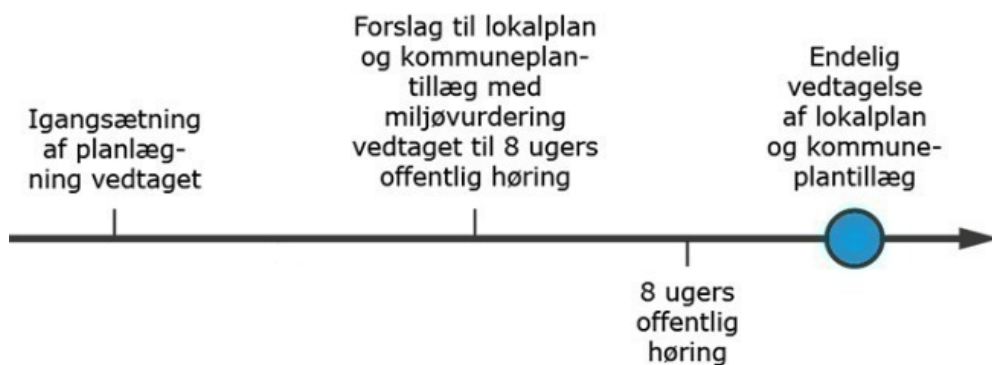 Igangsætning
af planlæg-
ning vedtaget
Forslag til lokalplan
og kommuneplan-
tillæg med
miljøvurdering
vedtaget til 8 ugers
offentlig høring
8 ugers
offentlig
høring
Endelig
vedtagelse
af lokalplan
og kommune-
plantillæg